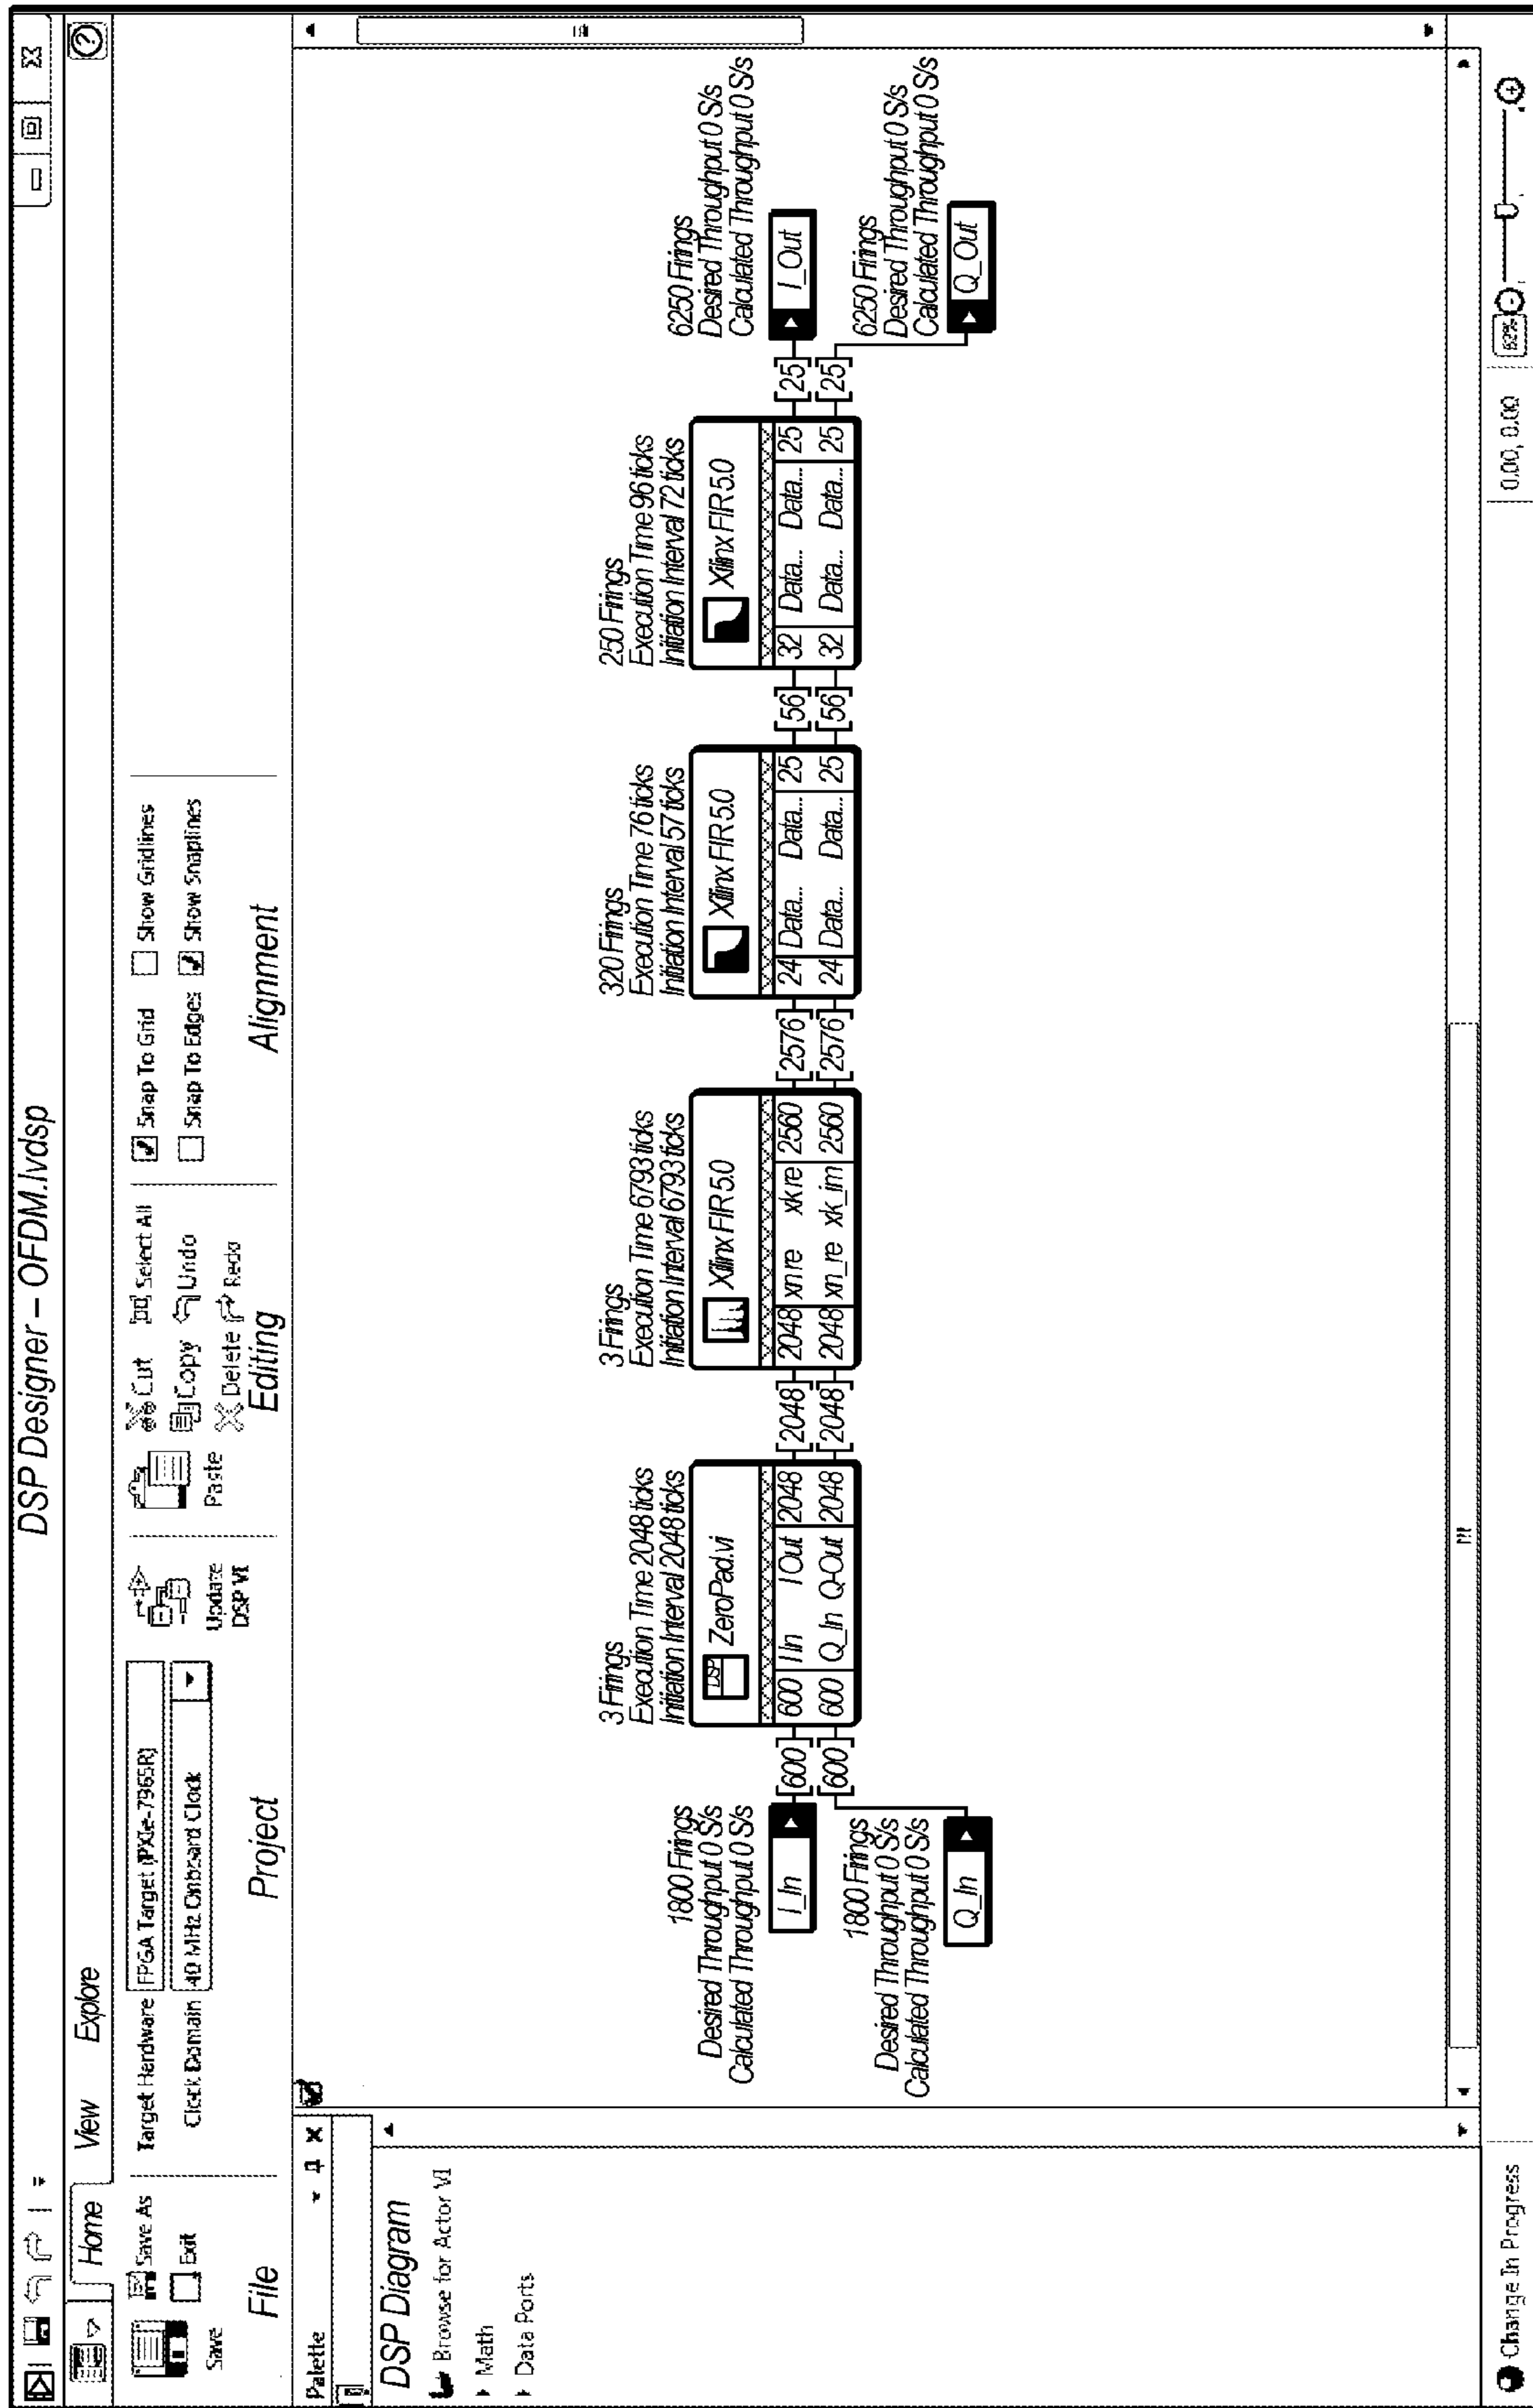 DSP Designer – OFDM.lvdsp
Home View Explore
Save
Save As
Exit
File
Target Hardware FPGA Target (PXIe-7965R)
Clock Domain 40 MHz Onboard Clock
Project
Update
DSP VI
Paste
Cut
Copy
Delete
Select All
Undo
Redo
Editing
Snap To Grid
Show Gridlines
Snap To Edges
Show Snaplines
Alignment
Palette
DSP Diagram
Browse for Actor VI
Math
Data Ports
1800 Firings
Desired Throughput 0 S/s
Calculated Throughput 0 S/s
I_In
1800 Firings
Desired Throughput 0 S/s
Calculated Throughput 0 S/s
Q_In
[600]
[600]
3 Firings
Execution Time 2048 ticks
Initiation Interval 2048 ticks
DSP
ZeroPad.vi
600 I In I Out 2048
600 Q_In Q-Out 2048
[2048]
[2048]
3 Firings
Execution Time 6793 ticks
Initiation Interval 6793 ticks
Xilinx FIR 5.0
2048 xn re xk re 2560
2048 xn_re xk_im 2560
[2576]
[2576]
320 Firings
Execution Time 76 ticks
Initiation Interval 57 ticks
Xilinx FIR 5.0
24 Data... Data... 25
24 Data... Data... 25
[56]
[56]
250 Firings
Execution Time 96 ticks
Initiation Interval 72 ticks
Xilinx FIR 5.0
32 Data... Data... 25
32 Data... Data... 25
[25]
[25]
6250 Firings
Desired Throughput 0 S/s
Calculated Throughput 0 S/s
I_Out
6250 Firings
Desired Throughput 0 S/s
Calculated Throughput 0 S/s
Q_Out
Change In Progress
0.00, 0.00